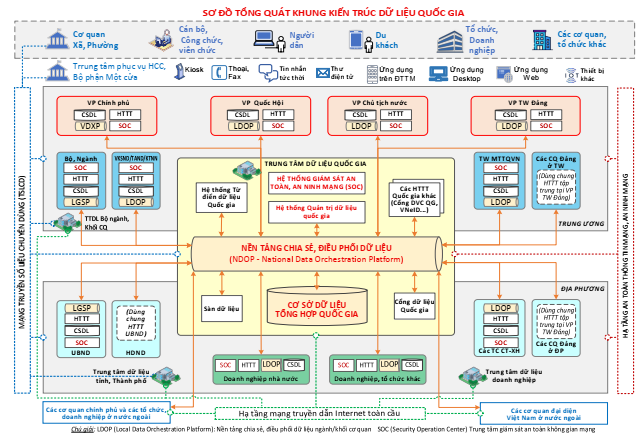 SƠ ĐỒ TỔNG QUÁT KHUNG KIẾN TRÚC DỮ LIỆU QUỐC GIA
Cơ quan
Xã, Phường
Cán bộ,
Công chức,
viên chức
Người
dân
Du
khách
Tổ chức,
Doanh
nghiệp
Các cơ quan,
tổ chức khác
Trrung tâm phục vụ HCC,
Bộ phận Một cửa
Kiosk
Thoại,
Fax
Tin nhắn
tức thời
Thư
điện tử
Ứng dụng
trên ĐTTM
Ứng dụng
Desktop
Ứng dụng
Web
Thiết bị
khác
MẠNG TRUYỀN SỐ LIỆU CHUYÊN DÙNG (TSLCD)
HẠ TẦNG AN TOÀN THÔNG TIN MẠNG, AN NINH MẠNG
VP Chính phủ
CSDL
HTTT
VDXP
SOC
VP Quốc Hội
CSDL
HTTT
LDOP
SOC
VP Chủ tịch nước
CSDL
HTTT
LDOP
SOC
VP TW Đảng
CSDL
HTTT
LDOP
SOC
Bộ, Ngành
SOC
HTTT
CSDL
LGSP
VKSND/TAND/KTNN
SOC
HTTT
CSDL
LDOP
TTDL Bộ ngành,
Khối CQ
TRUNG TÂM DỮ LIỆU QUỐC GIA
HỆ THỐNG GIÁM SÁT AN
TOÀN, AN NINH MẠNG (SOC)
Hệ thống Từ
điển dữ liệu
Quốc gia
Hệ thống Quản trị dữ liệu
quốc gia
Các HTTT
Quốc gia khác
(Cổng DVC QG,
VNeID...)
TW MTTQVN
SOC
HTTT
CSDL
LDOP
Các CQ Đảng
ở TW
(Dùng chung
HTTT tập
trung tại VP
TW Đảng)
TRUNG ƯƠNG
NỀN TẢNG CHIA SẺ, ĐIỀU PHỐI DỮ LIỆU
(NDOP - National Data Orchestration Platform)
ĐỊA PHƯƠNG
LGSP
HTTT
CSDL
SOC
UBND
(Dùng
chung
HTTT
UBND)
HDND
Sàn dữ liệu
CƠ SỞ DỮ LIỆU
TỔNG HỢP QUỐC GIA
Cổng dữ liệu
Quốc gia
LDOP
HTTT
CSDL
SOC
Các TC CT-XH
(Dùng chung
HTTT tập
trung tại VP
TW Đảng)
Các CQ Đảng
ở ĐP
Trung tâm dữ liệu
tỉnh, Thành phố
SOC
HTTT
LDOP
CSDL
Doanh nghiệp nhà nước
SOC
HTTT
LDOP
CSDL
Doanh nghiệp, tổ chức khác
Trung tâm dữ liệu
doanh nghiệp
Các cơ quan chính phủ và các tổ chức,
doanh nghiệp ở nước ngoài
Hạ tầng mạng truyền dẫn Internet toàn cầu
Các cơ quan đại diện
Việt Nam ở nước ngoài
Chú giải: LDOP (Local Data Orchestration Platform): Nền tảng chia sẻ, điều phối dữ liệu ngành/khối cơ quan SOC (Security Operation Center) Trung tâm giám sát an toàn không gian mạng